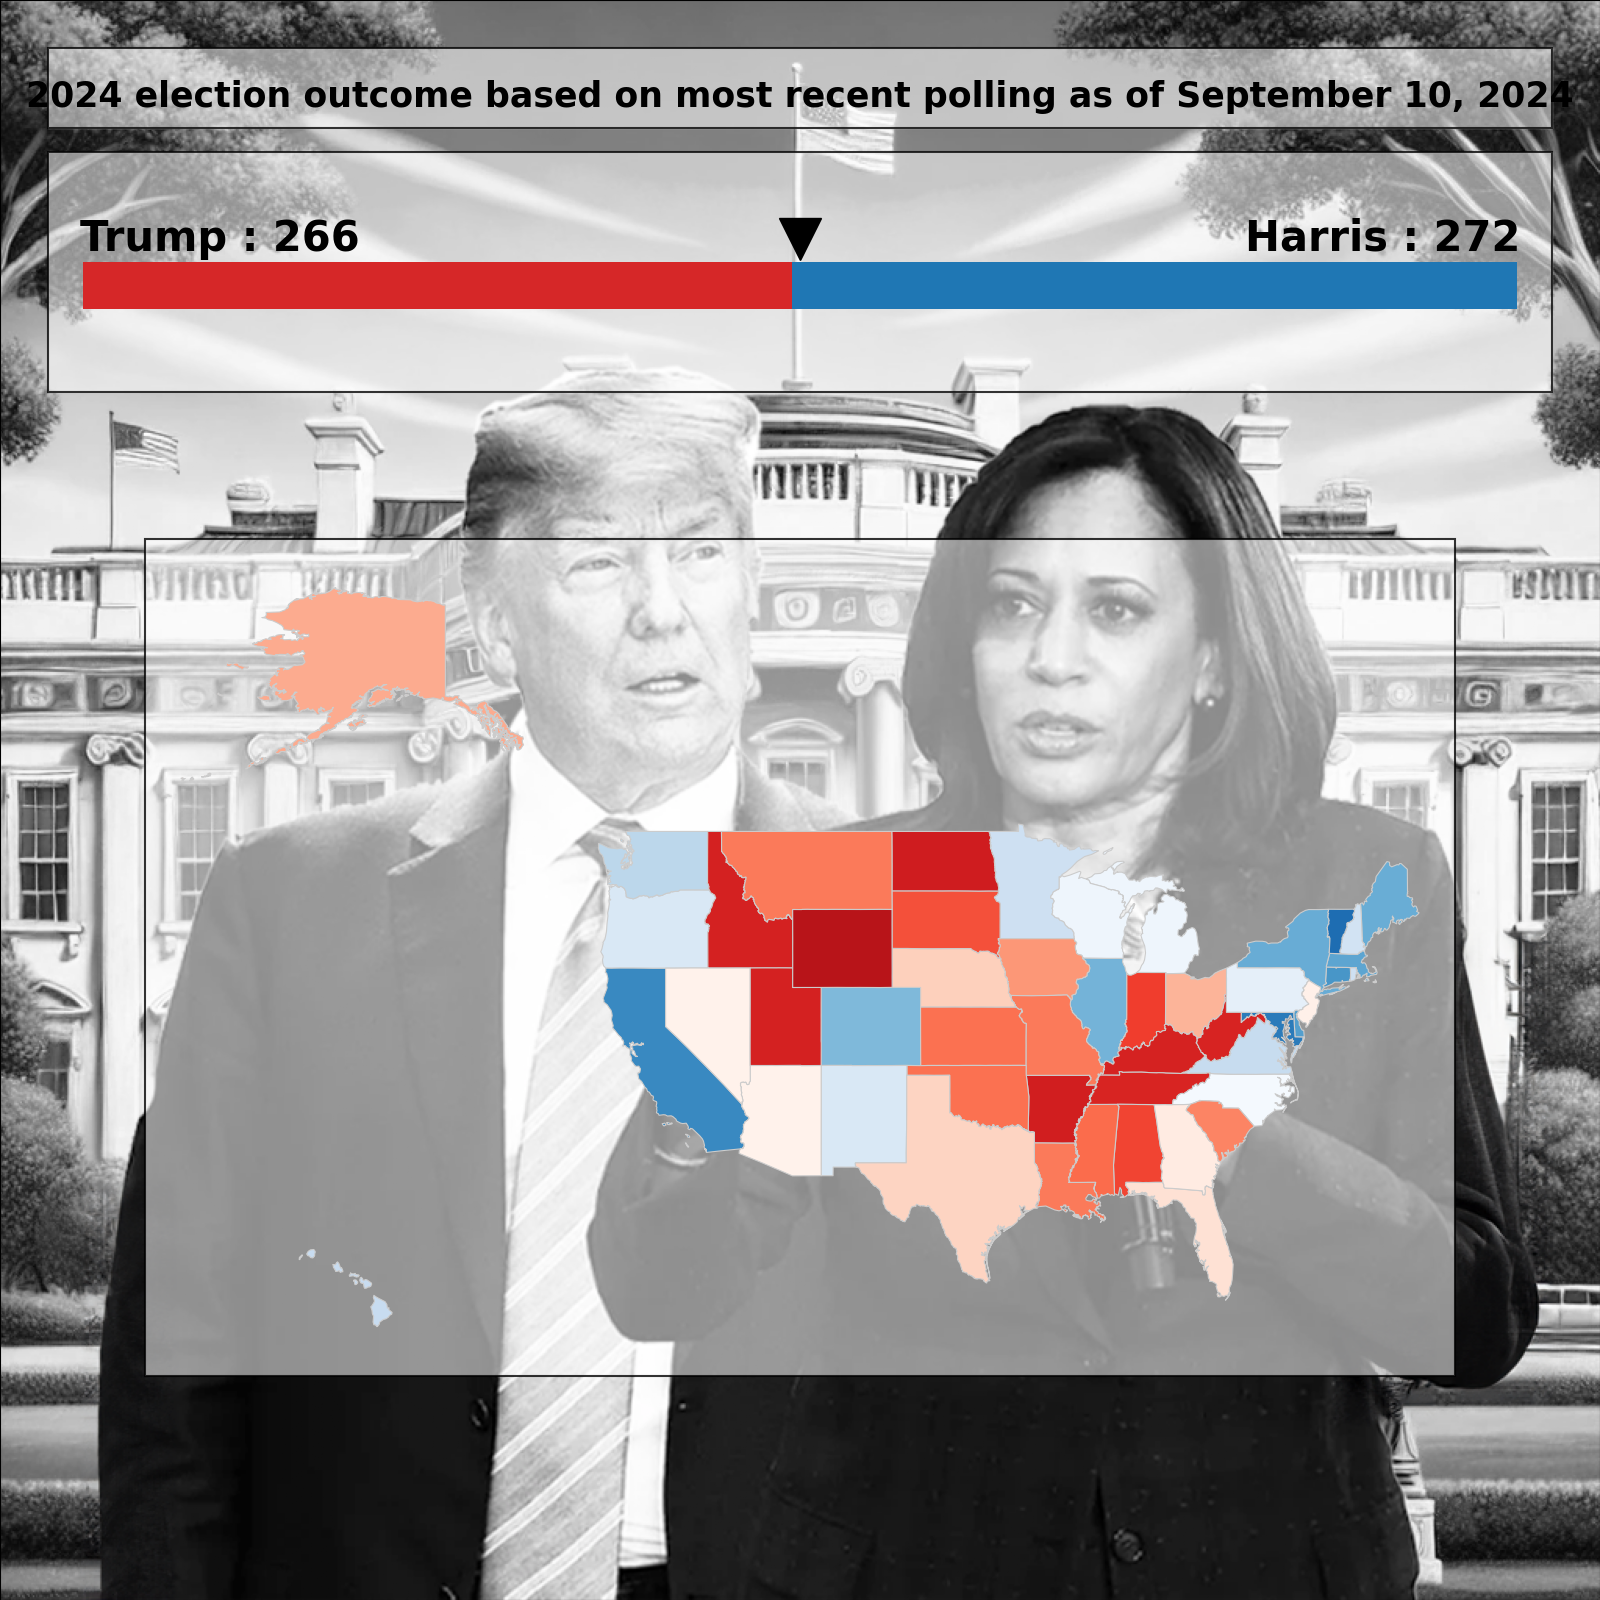 2024 election outcome based on most recent polling as of September 10, 2024
Trump : 266
Harris : 272